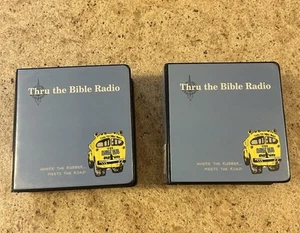 Thru the Bible Radio
WHERE THE RUBBER
MEETS THE ROAD!
Thru the Bible Radio
WHERE THE RUBBER
MEETS THE ROAD!